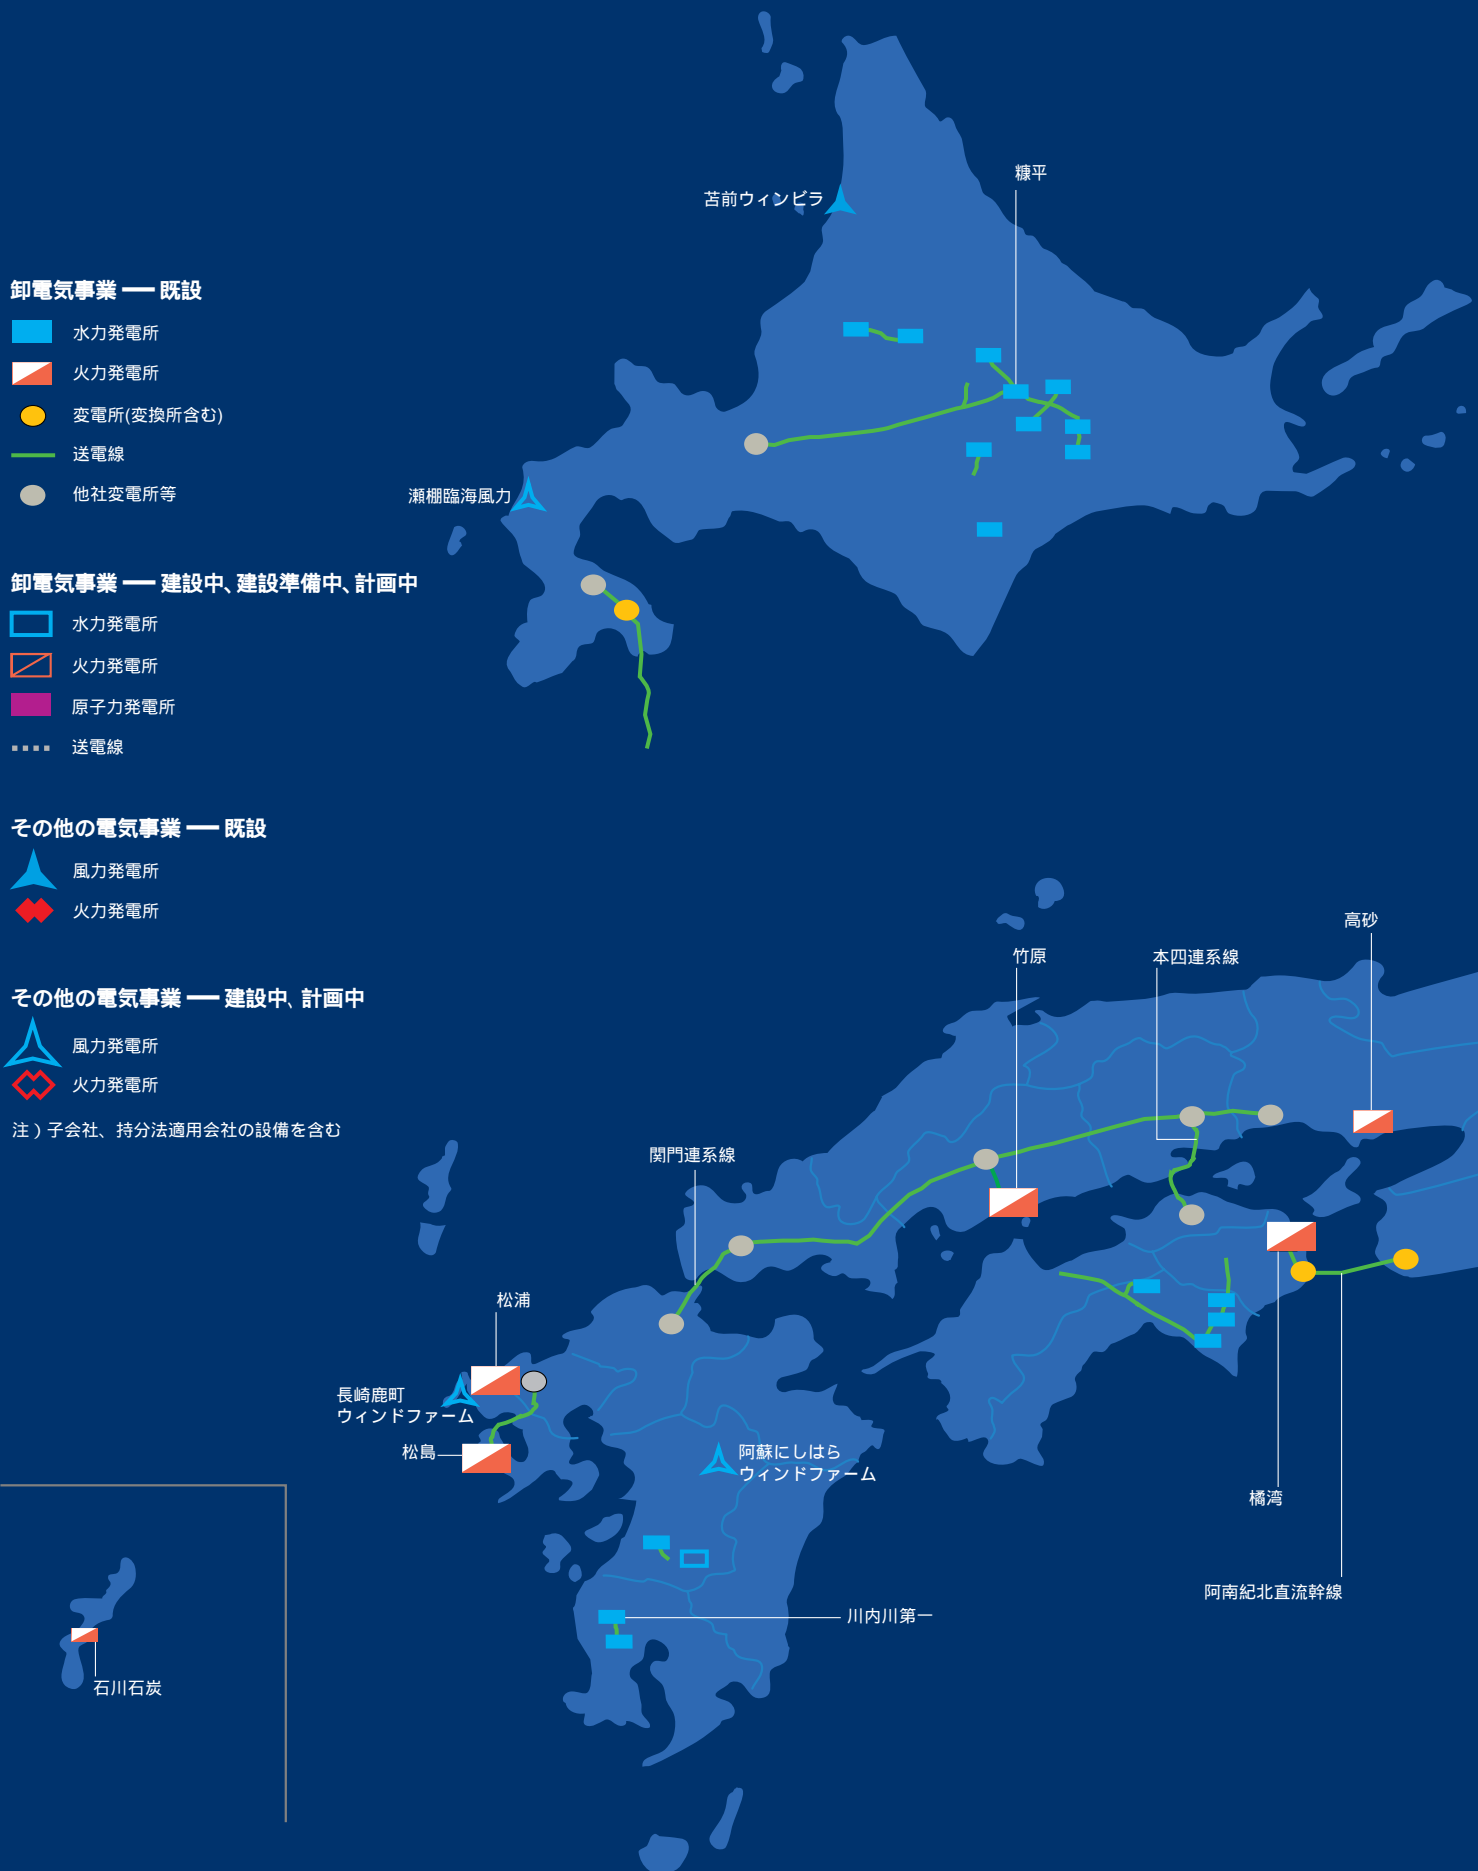 糠平
苫前ウィンビラ
卸電気事業 ━━ 既設
水力発電所
火力発電所
変電所(変換所含む)
送電線
他社変電所等
瀬棚臨海風力
卸電気事業 ━━ 建設中、建設準備中、計画中
水力発電所
火力発電所
原子力発電所
送電線
その他の電気事業 ━━ 既設
風力発電所
火力発電所
その他の電気事業 ━━ 建設中、計画中
風力発電所
火力発電所
注）子会社、持分法適用会社の設備を含む
高砂
竹原
本四連系線
関門連系線
松浦
長崎鹿町
ウィンドファーム
松島
阿蘇にしはら
ウィンドファーム
橘湾
阿南紀北直流幹線
川内川第一
石川石炭